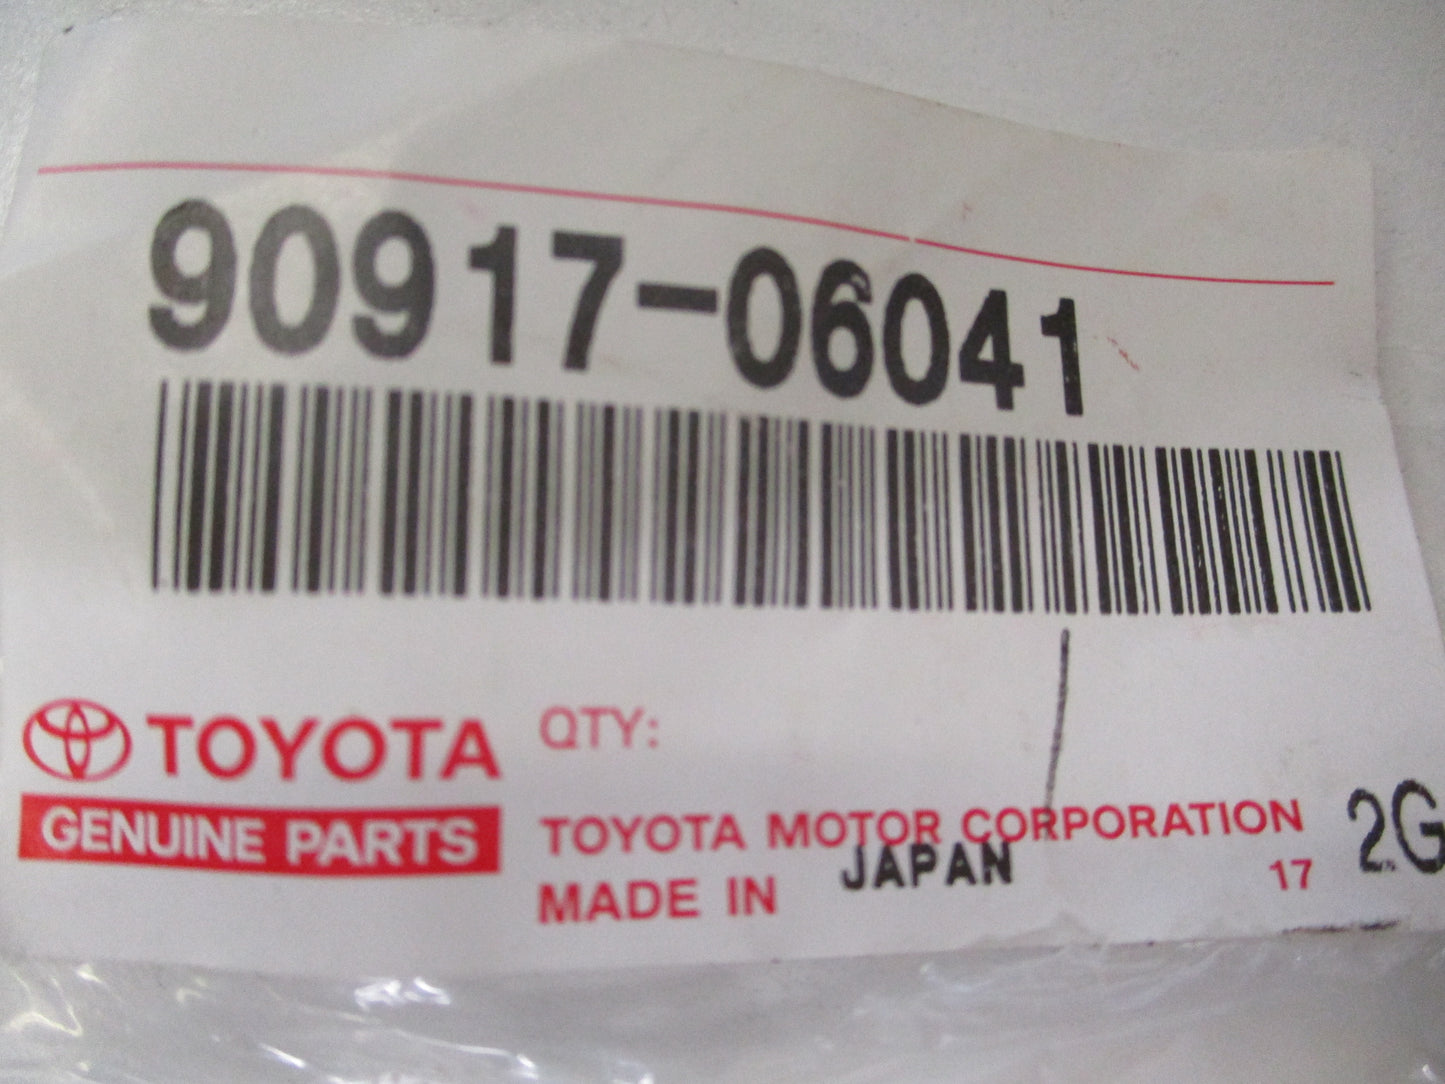 90917-06041
TOYOTA QTY:
GENUINE PARTS
TOYOTA MOTOR CORPORATION
MADE IN JAPAN 17 2G